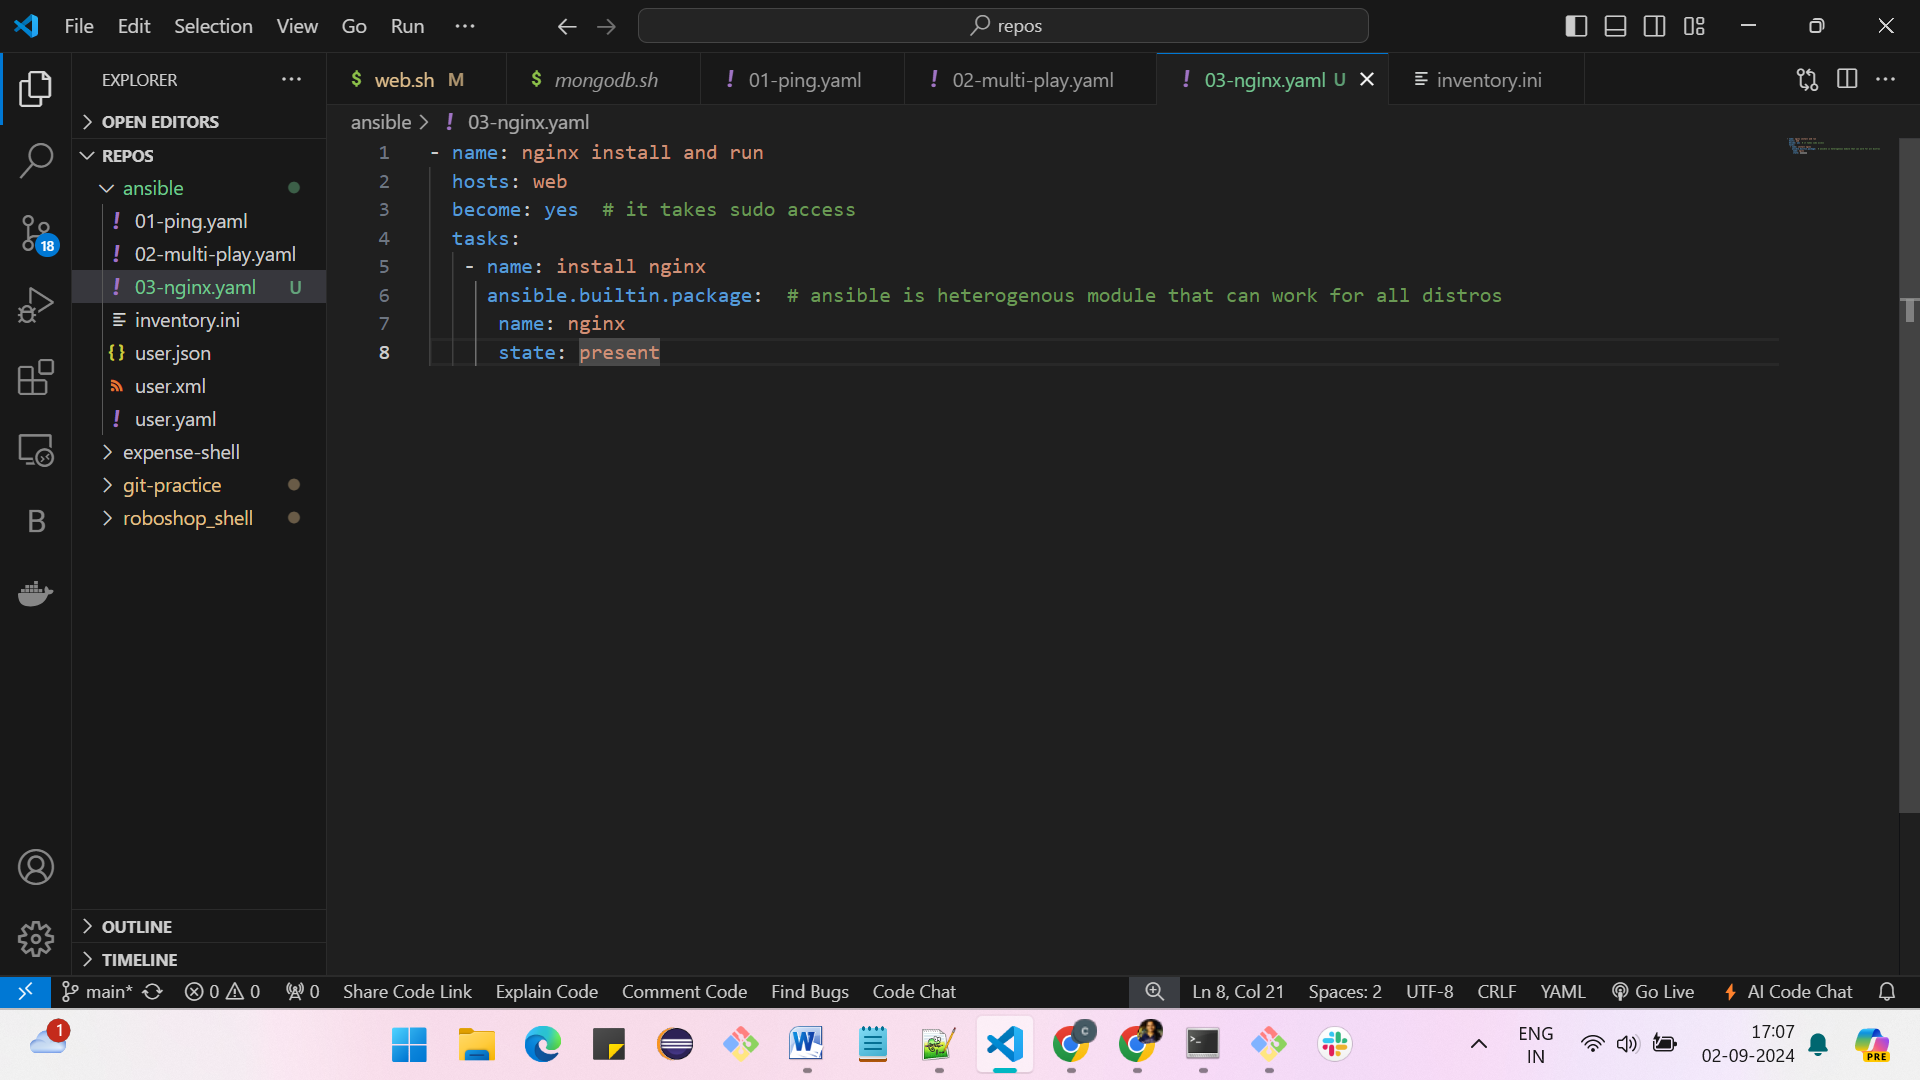 File Edit Selection View Go Run ··· repos
EXPLORER ···
$ web.sh M $ mongodb.sh ! 01-ping.yaml ! 02-multi-play.yaml ! 03-nginx.yaml U inventory.ini ···
OPEN EDITORS
REPOS
ansible
! 01-ping.yaml
! 02-multi-play.yaml
! 03-nginx.yaml U
inventory.ini
{} user.json
user.xml
! user.yaml
expense-shell
git-practice
roboshop_shell
18
B
OUTLINE
TIMELINE
ansible > ! 03-nginx.yaml
1 - name: nginx install and run
2 hosts: web
3 become: yes # it takes sudo access
4 tasks:
5 - name: install nginx
6 ansible.builtin.package: # ansible is heterogenous module that can work for all distros
7 name: nginx
8 state: present
main* 0 0 0 Share Code Link Explain Code Comment Code Find Bugs Code Chat Ln 8, Col 21 Spaces: 2 UTF-8 CRLF YAML Go Live AI Code Chat
1 W C ENG 17:07
IN 02-09-2024 PRE